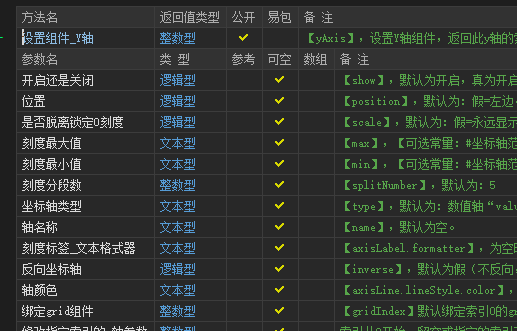 方法名 返回值类型 公开 易包 备 注
设置组件_Y轴 整数型 【yAxis】，设置Y轴组件，返回此y轴的
参数名 类 型 参考 可空 数组 备 注
开启还是关闭 逻辑型 【show】，默认为开启，真为开
位置 逻辑型 【position】，默认为：假=左边
是否脱离锁定0刻度 逻辑型 【scale】，默认为：假=永远显
刻度最大值 文本型 【max】，【可选常量：#坐标轴范
刻度最小值 文本型 【min】，【可选常量：#坐标轴范
刻度分段数 整数型 【splitNumber】，默认为：5
坐标轴类型 文本型 【type】，默认为：数值轴“valu
轴名称 文本型 【name】，默认为空。
刻度标签_文本格式器 文本型 【axisLabel.formatter】，为空
反向坐标轴 逻辑型 【inverse】，默认为假（不反向
轴颜色 文本型 【axisLine.lineStyle.color】，
绑定grid组件 整数型 【gridIndex】默认绑定索引0的g